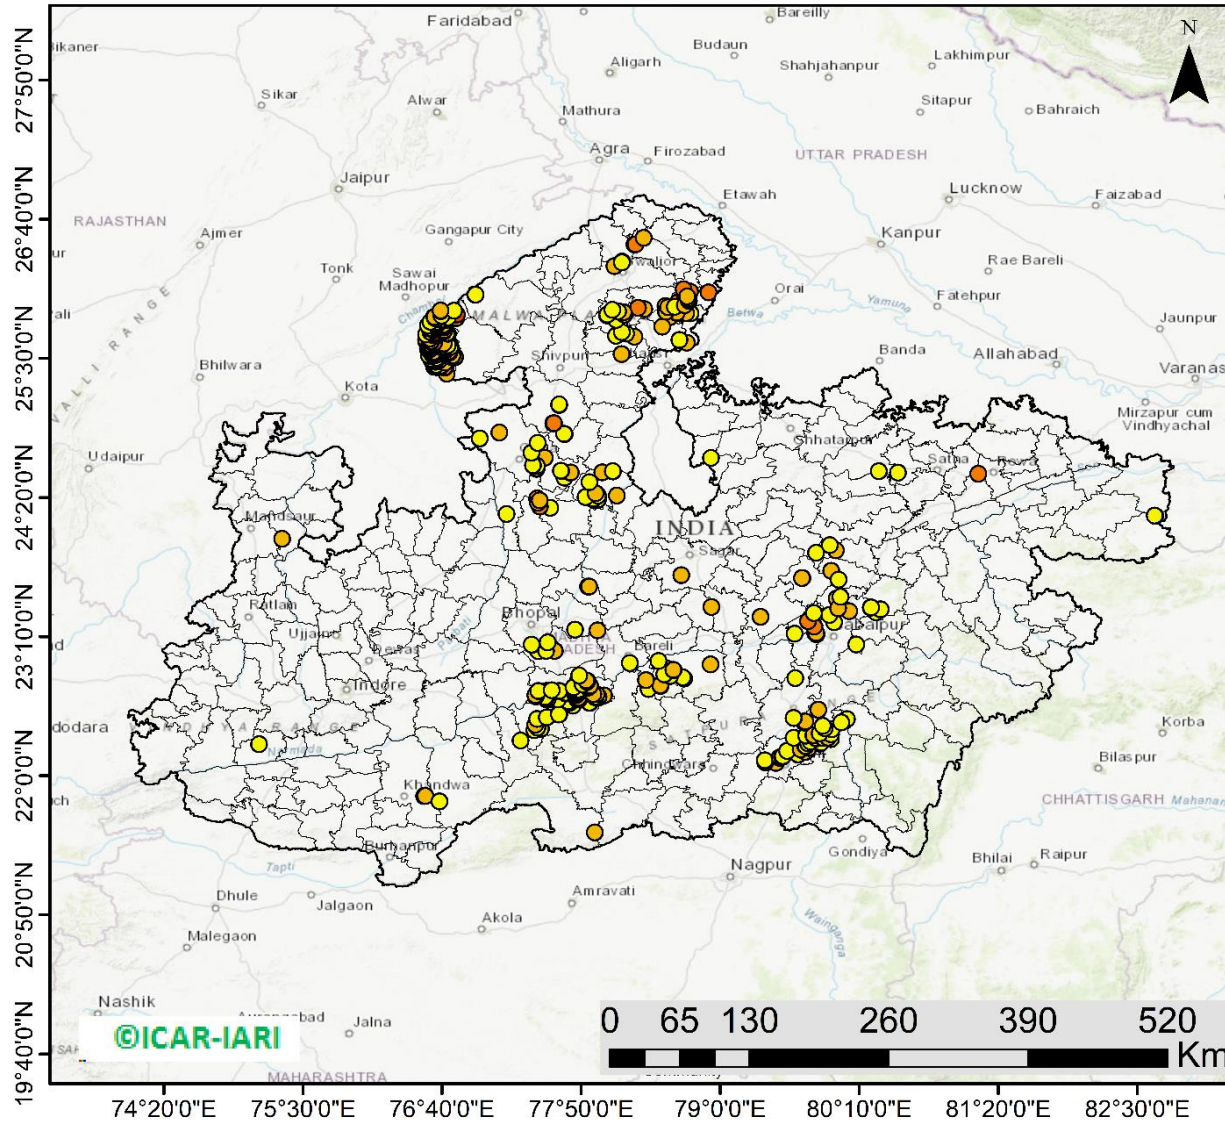 Bareilly
Faridabad
N
Bikaner
Budaun
Lakhimpur
Aligarh
Shahjahanpur
27°50'0"N
Sikar
Alwar
Sitapur
Bahraich
Mathura
Agra
Firozabad
UTTAR PRADESH
Jaipur
Lucknow
Etawah
Faizabad
RAJASTHAN
26°40'0"N
Ajmer
Gangapur City
Kanpur
Rae Bareli
Tonk
Sawai
Madhopur
Orai
Yamuna
Fatehpur
Betwa
Jaunpur
25°30'0"N
Shivpuri
Banda
Allahabad
Bhilwara
Kota
Varanas
Mirzapur cum
Vindhyachal
Chhatarpur
Udaipur
Satna
Rewa
24°20'0"N
Mandsaur
INDIA
Sagar
Ratlam
Bhopal
Ujjain
Parbati
23°10'0"N
Bareli
Dewas
Indore
dodara
Narmada
SATPURA
Korba
Chhindwara
Bilaspur
22°0'0"N
Khandwa
CHHATTISGARH
Burhanpur
Tapti
Nagpur
Gondiya
Bhilai
Raipur
Dhule
Amravati
20°50'0"N
Jalgaon
Akola
Wainganga
Malegaon
Nashik
Jalna
©ICAR-IARI
0 65 130 260 390 520
Km
19°40'0"N
MAHARASHTRA
74°20'0"E 75°30'0"E 76°40'0"E 77°50'0"E 79°0'0"E 80°10'0"E 81°20'0"E 82°30'0"E